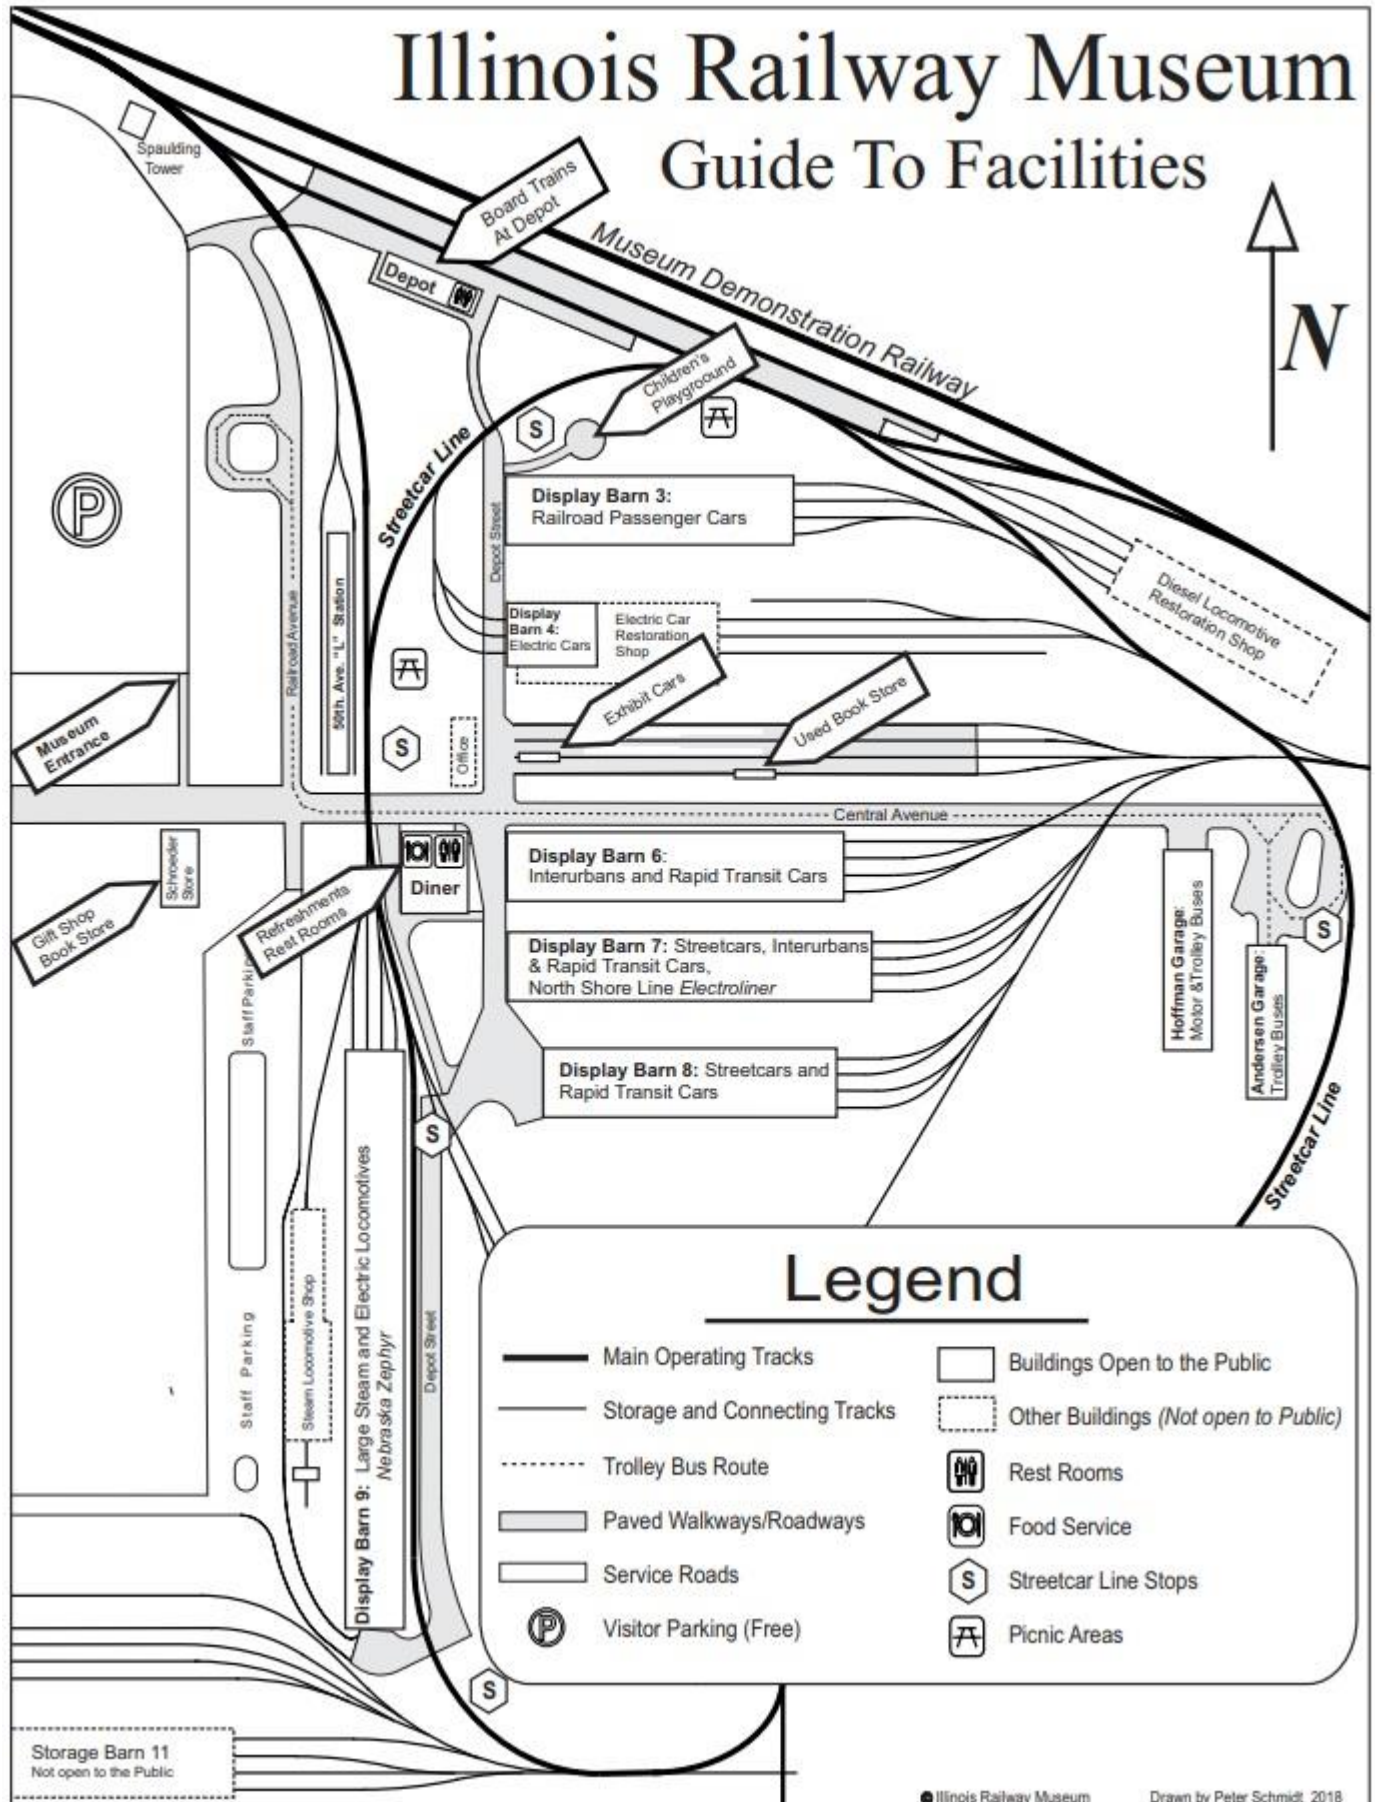 Illinois Railway Museum
Guide To Facilities
Spaulding
Tower
Board Trains
At Depot
Museum Demonstration Railway
N
Depot
Children's
Playgroound
Streetcar Line
S
P
Display Barn 3:
Railroad Passenger Cars
Depot Street
Diesel Locomotive
Restoration Shop
Railroad Avenue
50th. Ave. "L" Station
Display
Barn 4:
Electric Cars
Electric Car
Restoration
Shop
Exhibit Cars
Used Book Store
Museum
Entrance
S
Office
Central Avenue
Schroeder
Store
Gift Shop
Book Store
Refreshments
Rest Rooms
Diner
Display Barn 6:
Interurbans and Rapid Transit Cars
Display Barn 7: Streetcars, Interurbans
& Rapid Transit Cars,
North Shore Line Electroliner
Hoffman Garage:
Motor &Trolley Buses
Andersen Garage:
Trolley Buses
S
Staff Parkin
Display Barn 8: Streetcars and
Rapid Transit Cars
S
Streetcar Line
Steam Locomotive Shop
Staff Parking
Display Barn 9: Large Steam and Electric Locomotives
Nebraska Zephyr
Depot Street
Legend
Main Operating Tracks
Storage and Connecting Tracks
Trolley Bus Route
Paved Walkways/Roadways
Service Roads
P Visitor Parking (Free)
Buildings Open to the Public
Other Buildings (Not open to Public)
Rest Rooms
Food Service
S Streetcar Line Stops
Picnic Areas
S
Storage Barn 11
Not open to the Public
Illinois Railway Museum
Drawn by Peter Schmidt, 2018